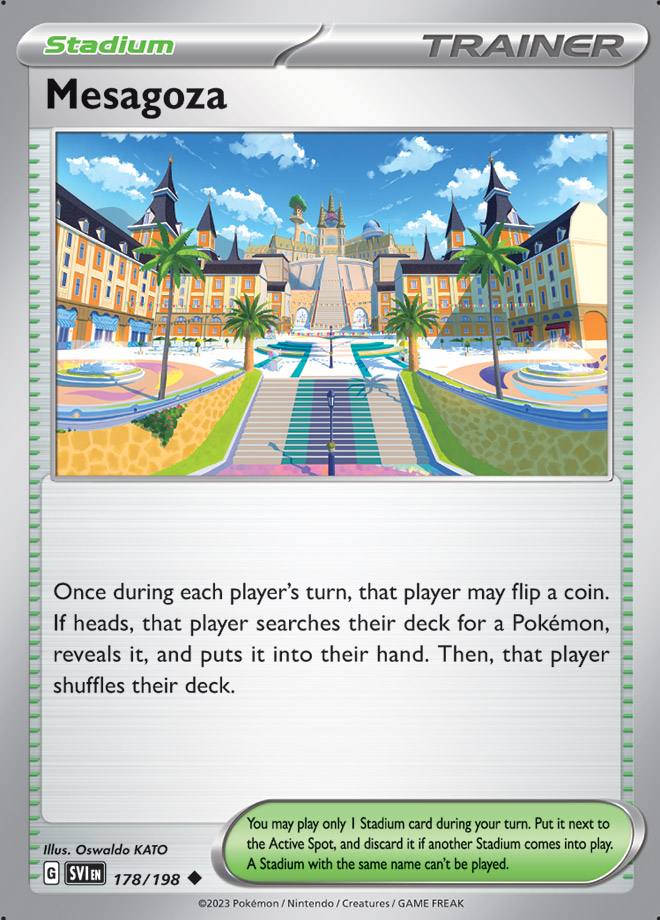 Stadium
TRAINER
Mesagoza
Once during each player's turn, that player may flip a coin.
If heads, that player searches their deck for a Pokémon,
reveals it, and puts it into their hand. Then, that player
shuffles their deck.
You may play only 1 Stadium card during your turn. Put it next to
the Active Spot, and discard it if another Stadium comes into play.
A Stadium with the same name can't be played.
Illus. Oswaldo KATO
G SVI EN 178/198
©2023 Pokémon / Nintendo / Creatures / GAME FREAK